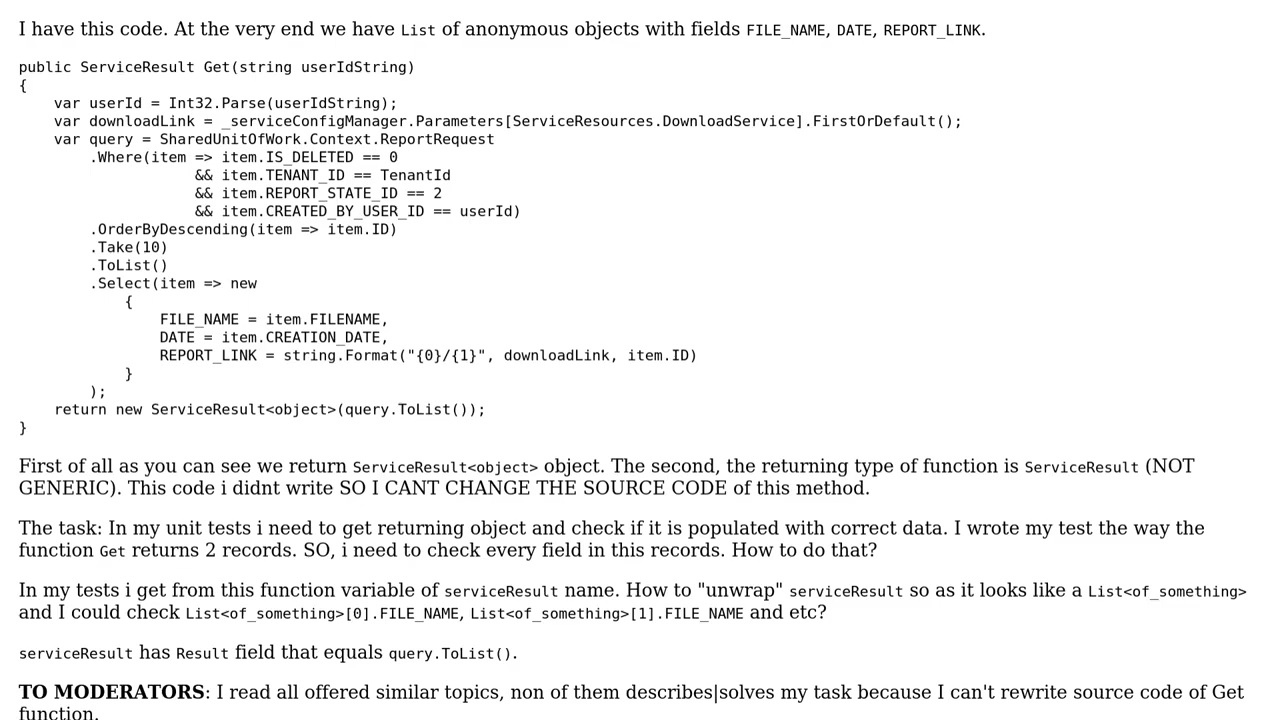 I have this code. At the very end we have List of anonymous objects with fields FILE_NAME, DATE, REPORT_LINK.
public ServiceResult Get(string userIdString)
{
    var userId = Int32.Parse(userIdString);
    var downloadLink = _serviceConfigManager.Parameters[ServiceResources.DownloadService].FirstOrDefault();
    var query = SharedUnitOfWork.Context.ReportRequest
        .Where(item => item.IS_DELETED == 0
                    && item.TENANT_ID == TenantId
                    && item.REPORT_STATE_ID == 2
                    && item.CREATED_BY_USER_ID == userId)
        .OrderByDescending(item => item.ID)
        .Take(10)
        .ToList()
        .Select(item => new
            {
                FILE_NAME = item.FILENAME,
                DATE = item.CREATION_DATE,
                REPORT_LINK = string.Format("{0}/{1}", downloadLink, item.ID)
            }
        );
    return new ServiceResult<object>(query.ToList());
}
First of all as you can see we return ServiceResult<object> object. The second, the returning type of function is ServiceResult (NOT
GENERIC). This code i didnt write SO I CANT CHANGE THE SOURCE CODE of this method.
The task: In my unit tests i need to get returning object and check if it is populated with correct data. I wrote my test the way the
function Get returns 2 records. SO, i need to check every field in this records. How to do that?
In my tests i get from this function variable of serviceResult name. How to "unwrap" serviceResult so as it looks like a List<of_something>
and I could check List<of_something>[0].FILE_NAME, List<of_something>[1].FILE_NAME and etc?
serviceResult has Result field that equals query.ToList().
TO MODERATORS: I read all offered similar topics, non of them describes|solves my task because I can't rewrite source code of Get
function.